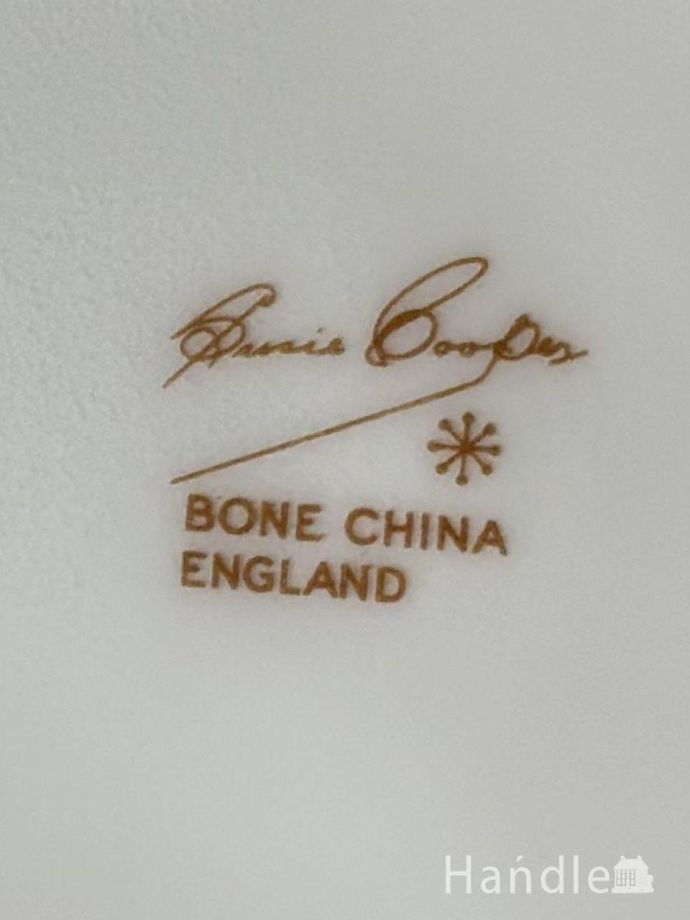 Susie Cooper
BONE CHINA
ENGLAND
Handle